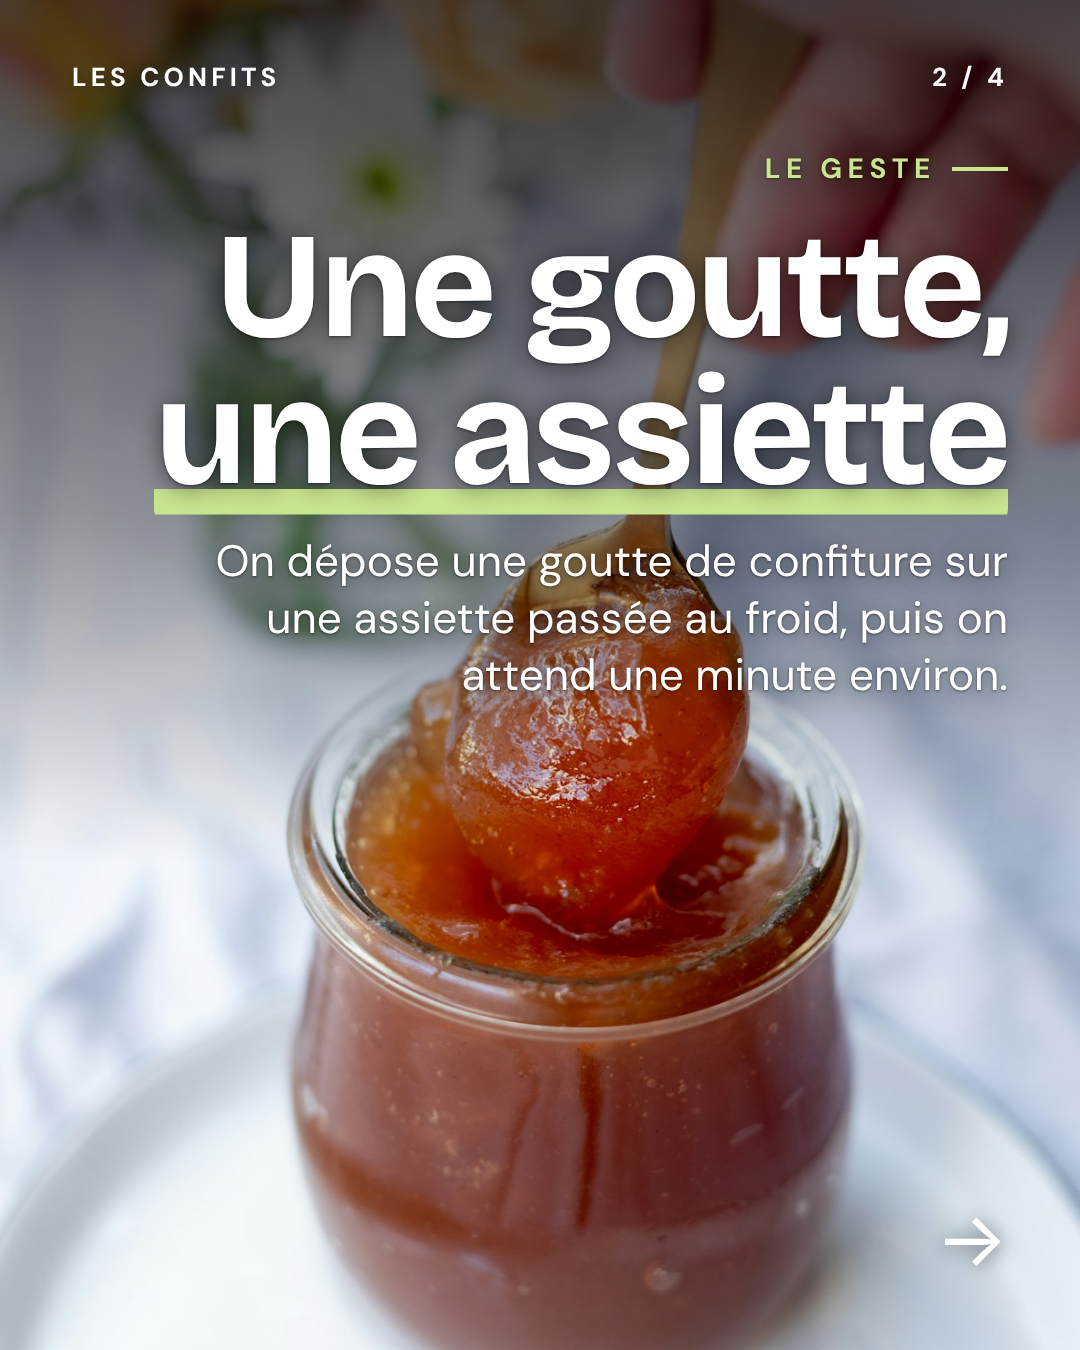 LES CONFITS
2 / 4
LE GESTE
Une goutte,
une assiette
On dépose une goutte de confiture sur
une assiette passée au froid, puis on
attend une minute environ.